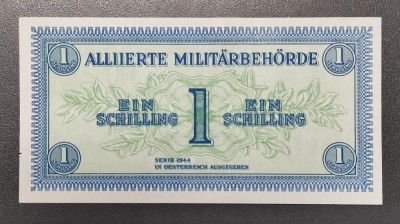 1 ALLIIERTE MILITÄRBEHÖRDE 1
EIN SCHILLING 1 EIN SCHILLING
SERIE 1944
IN OESTERREICH AUSGEGEBEN
1 1